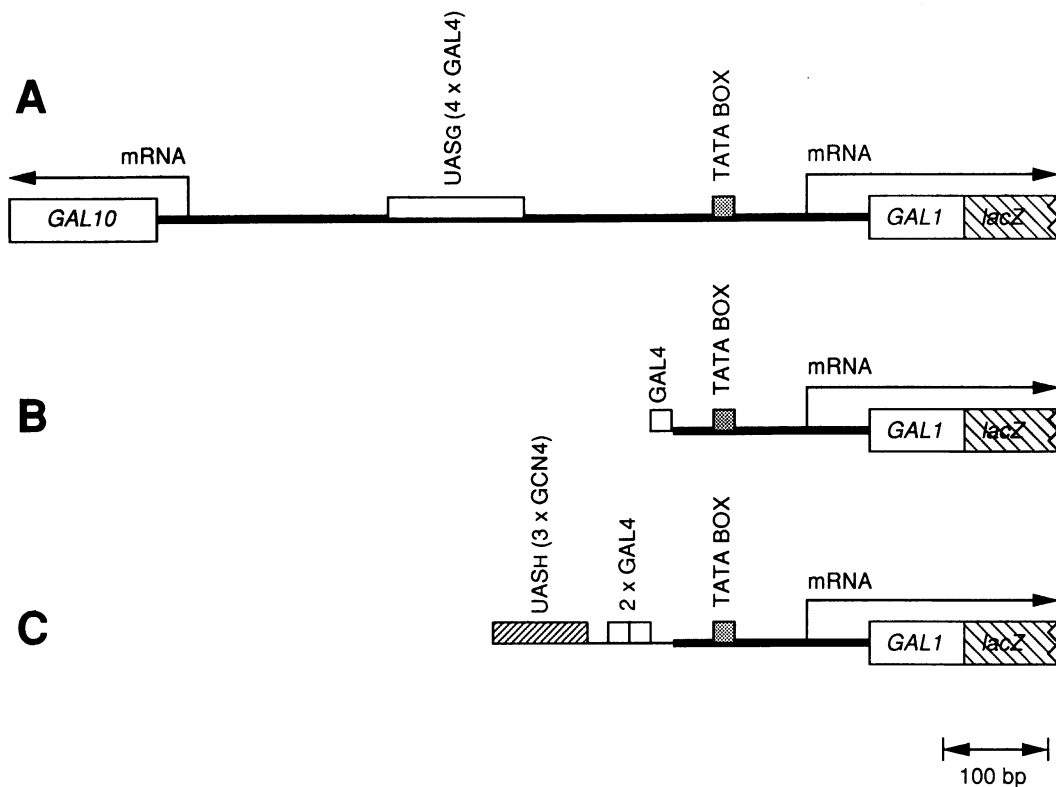 A
UASG (4 x GAL4)
TATA BOX
mRNA
mRNA
GAL10
GAL1
lacZ
B
GAL4
TATA BOX
mRNA
GAL1
lacZ
C
UASH (3 x GCN4)
2 x GAL4
TATA BOX
mRNA
GAL1
lacZ
100 bp